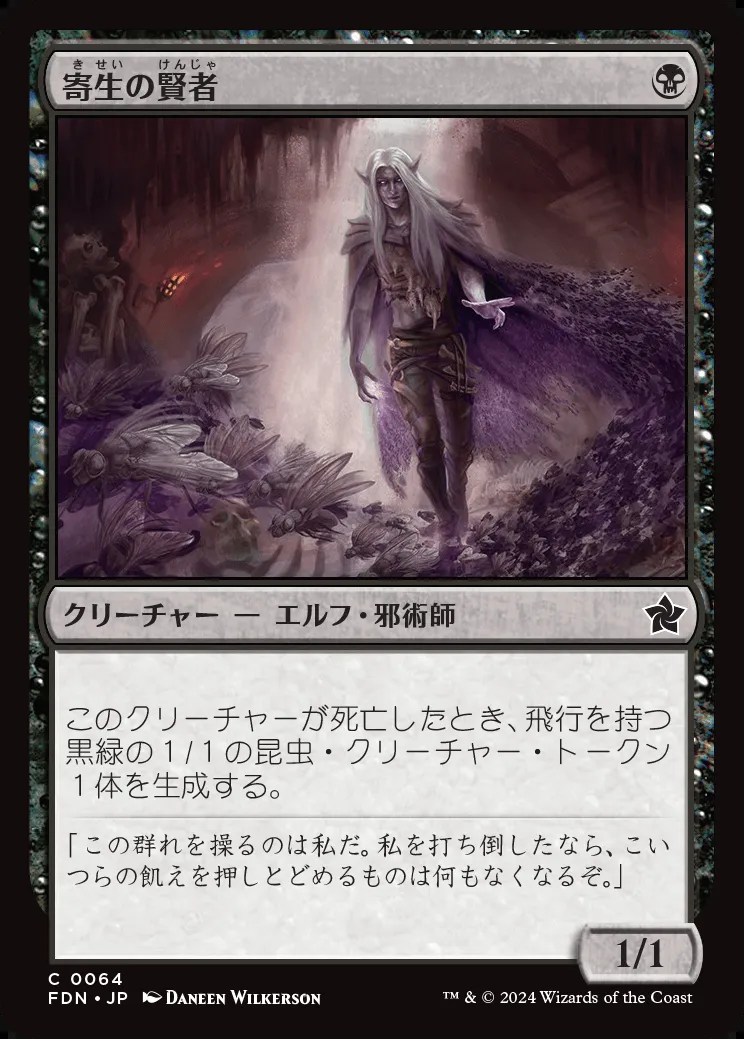 きせい けんじゃ
寄生の賢者
クリーチャー — エルフ・邪術師
このクリーチャーが死亡したとき、飛行を持つ
黒緑の1/1の昆虫・クリーチャー・トークン
1体を生成する。
「この群れを操るのは私だ。私を打ち倒したなら、こい
つらの飢えを押しとどめるものは何もなくなるぞ。」
1/1
C 0064
FDN • JP DANEEN WILKERSON
™ & © 2024 Wizards of the Coast